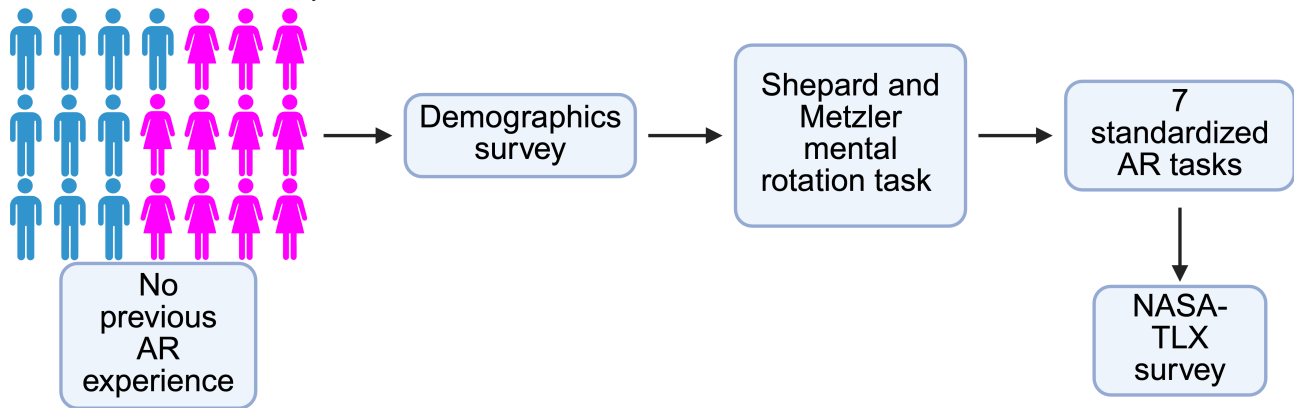 No
previous
AR
experience
Demographics
survey
Shepard and
Metzler
mental
rotation task
7
standardized
AR tasks
NASA-
TLX
survey